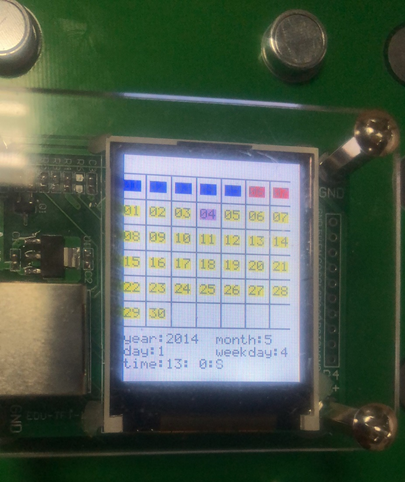 01 02 03 04 05 06 07
08 09 10 11 12 13 14
15 16 17 18 19 20 21
22 23 24 25 26 27 28
29 30
year:2014 month:5
day:1 weekday:4
time:13: 0:S
GND
GND